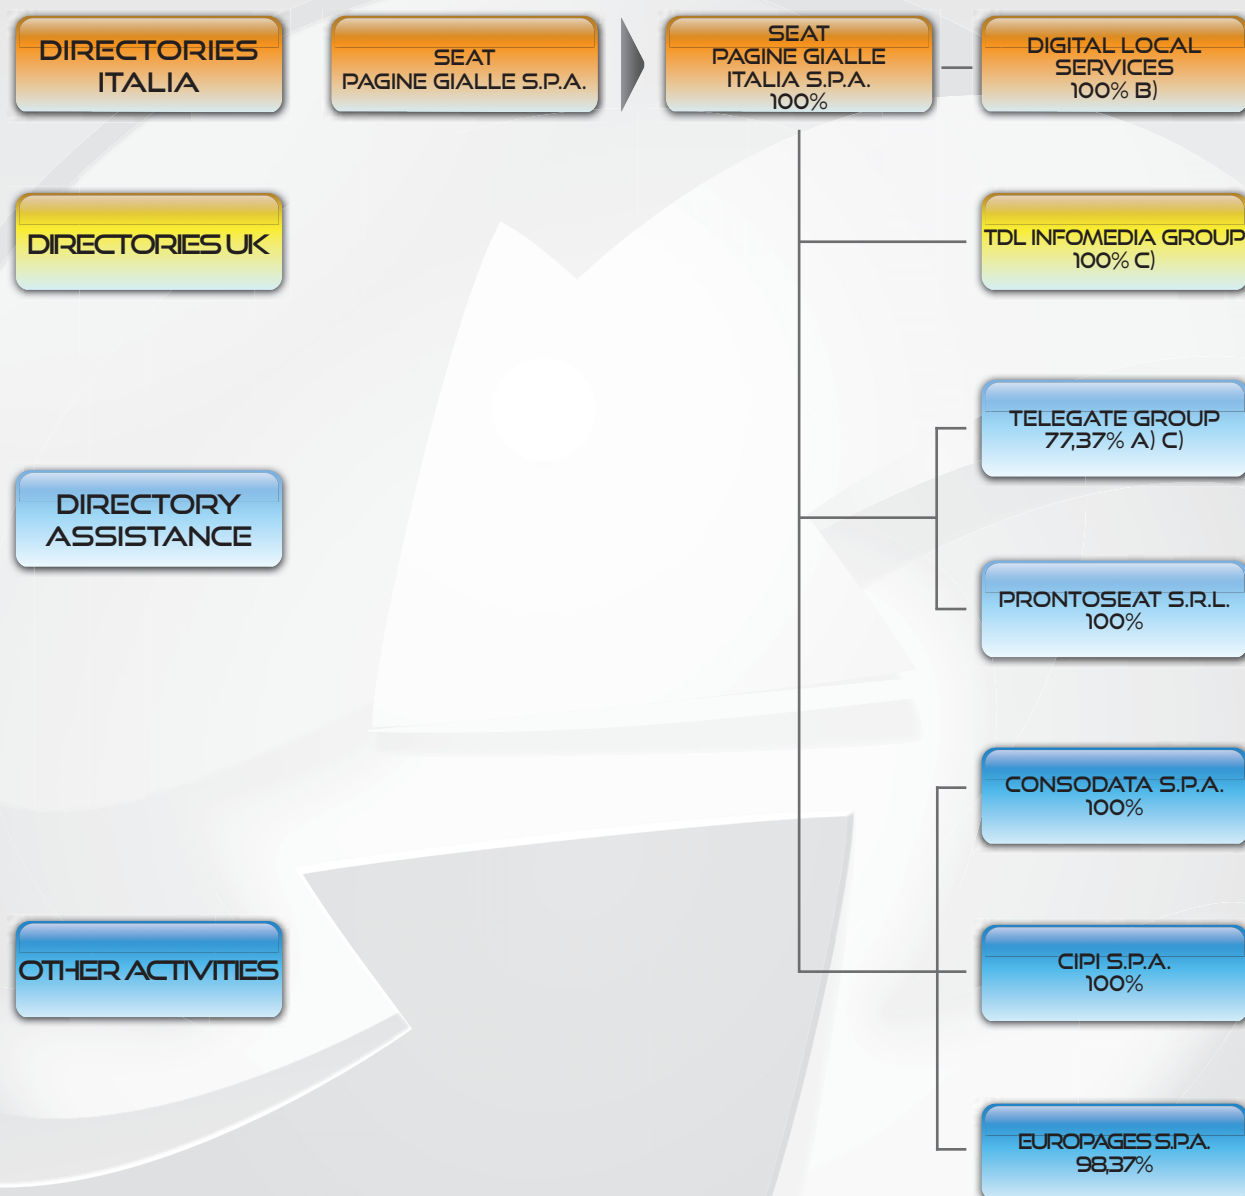 DIRECTORIES
ITALIA
SEAT
PAGINE GIALLE S.P.A.
SEAT
PAGINE GIALLE
ITALIA S.P.A.
100%
DIGITAL LOCAL
SERVICES
100% B)
DIRECTORIES UK
TDL INFOMEDIA GROUP
100% C)
TELEGATE GROUP
77,37% A) C)
DIRECTORY
ASSISTANCE
PRONTOSEAT S.R.L.
100%
CONSODATA S.P.A.
100%
OTHER ACTIVITIES
CIPI S.P.A.
100%
EUROPAGES S.P.A.
98,37%